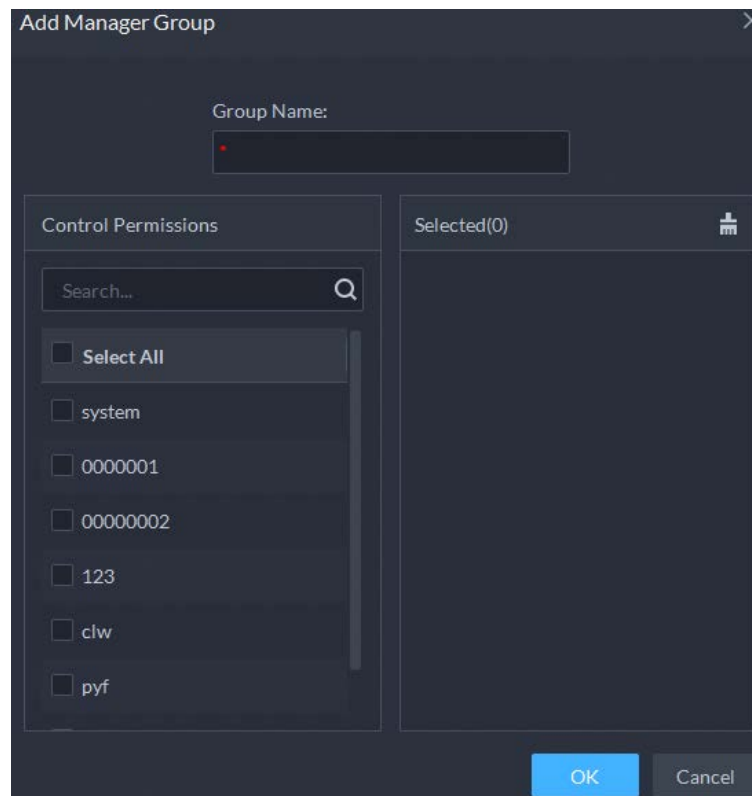 Add Manager Group
Group Name:
*
Control Permissions
Selected(0)
Search...
Select All
system
0000001
00000002
123
clw
pyf
OK
Cancel